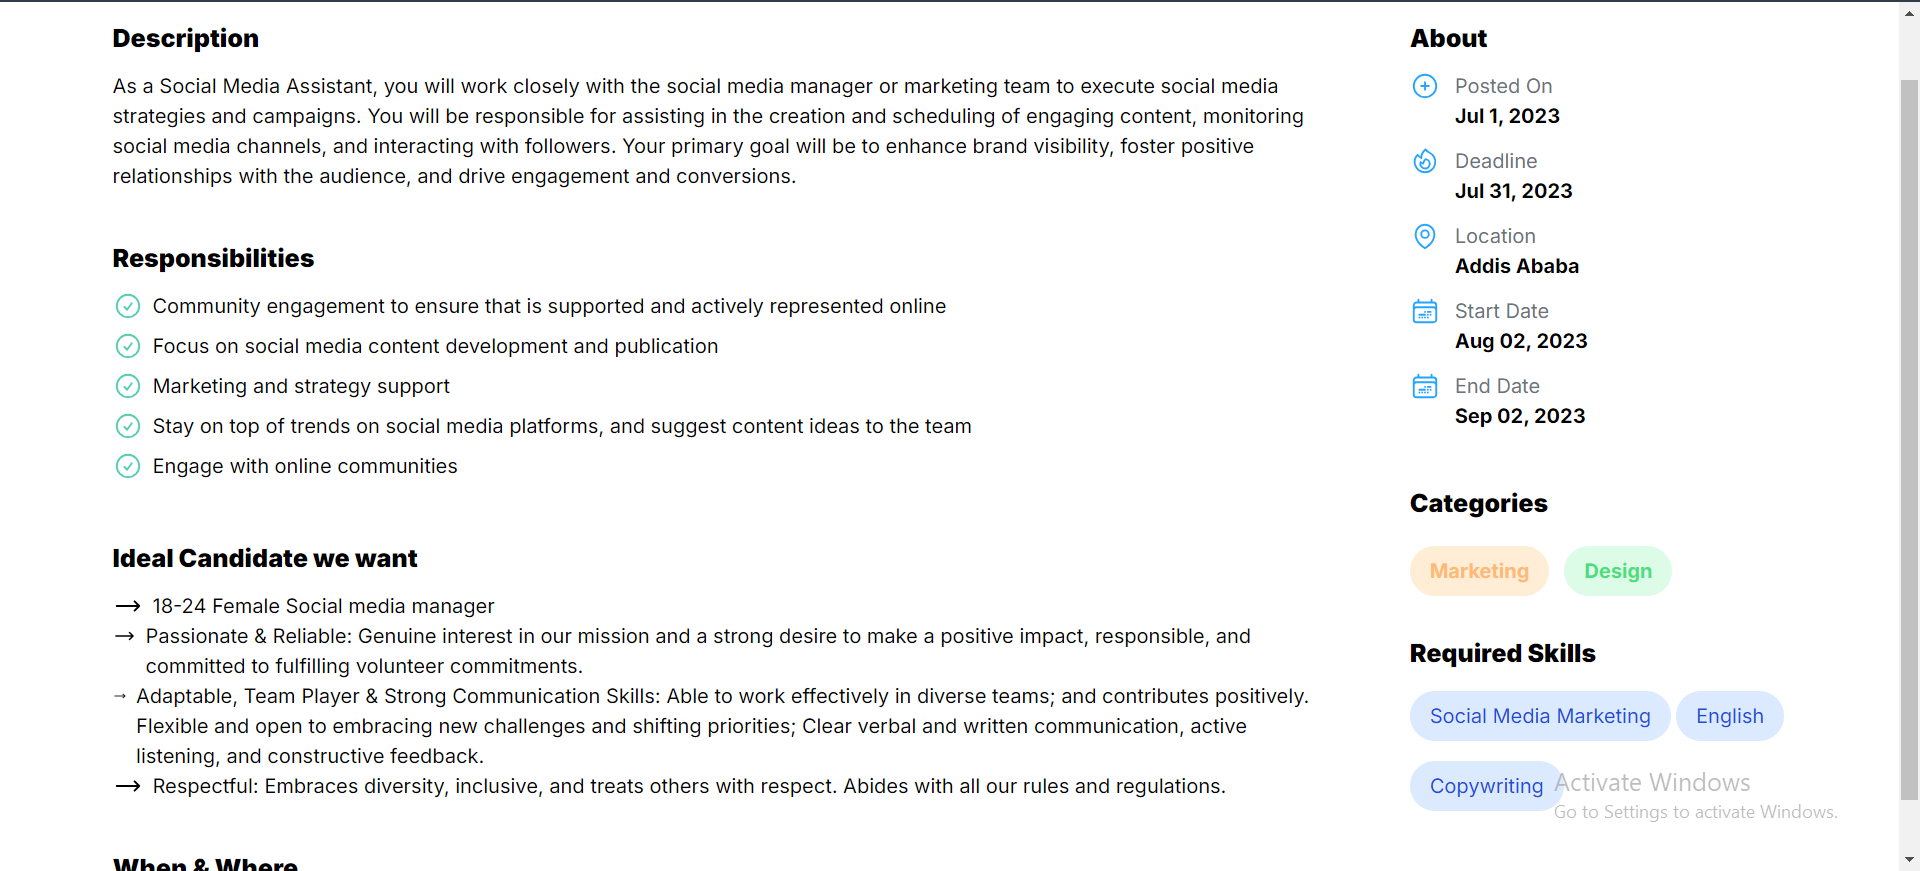 Description
As a Social Media Assistant, you will work closely with the social media manager or marketing team to execute social media
strategies and campaigns. You will be responsible for assisting in the creation and scheduling of engaging content, monitoring
social media channels, and interacting with followers. Your primary goal will be to enhance brand visibility, foster positive
relationships with the audience, and drive engagement and conversions.
Responsibilities
Community engagement to ensure that is supported and actively represented online
Focus on social media content development and publication
Marketing and strategy support
Stay on top of trends on social media platforms, and suggest content ideas to the team
Engage with online communities
Ideal Candidate we want
→ 18-24 Female Social media manager
→ Passionate & Reliable: Genuine interest in our mission and a strong desire to make a positive impact, responsible, and
committed to fulfilling volunteer commitments.
→ Adaptable, Team Player & Strong Communication Skills: Able to work effectively in diverse teams; and contributes positively.
Flexible and open to embracing new challenges and shifting priorities; Clear verbal and written communication, active
listening, and constructive feedback.
→ Respectful: Embraces diversity, inclusive, and treats others with respect. Abides with all our rules and regulations.
When & Where
About
Posted On
Jul 1, 2023
Deadline
Jul 31, 2023
Location
Addis Ababa
Start Date
Aug 02, 2023
End Date
Sep 02, 2023
Categories
Marketing
Design
Required Skills
Social Media Marketing
English
Copywriting
Activate Windows
Go to Settings to activate Windows.